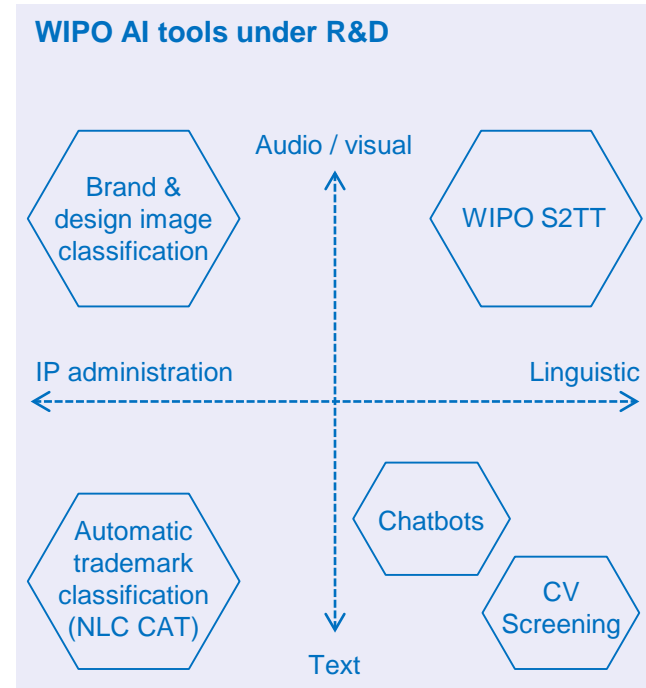 WIPO AI tools under R&D
Audio / visual
Brand &
design image
classification
WIPO S2TT
IP administration
Linguistic
Automatic
trademark
classification
(NLC CAT)
Chatbots
CV
Screening
Text